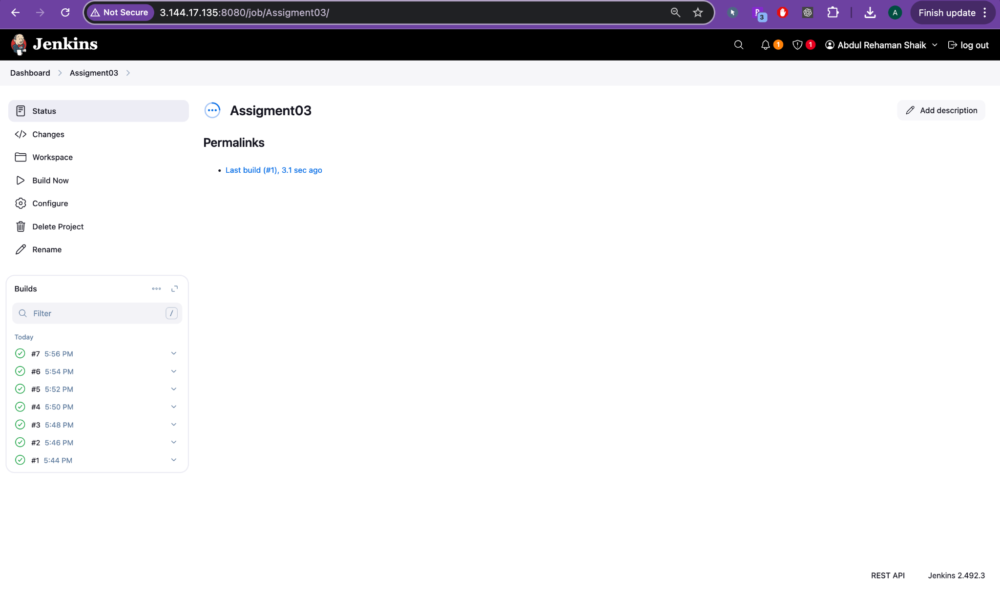 Not Secure 3.144.17.135:8080/job/Assigment03/ 3 A Finish update
Jenkins 1 1 Abdul Rehaman Shaik log out
Dashboard Assigment03
Status
Changes
Workspace
Build Now
Configure
Delete Project
Rename
Builds
Filter /
Today
#7 5:56 PM
#6 5:54 PM
#5 5:52 PM
#4 5:50 PM
#3 5:48 PM
#2 5:46 PM
#1 5:44 PM
Assigment03
Add description
Permalinks
• Last build (#1), 3.1 sec ago
REST API Jenkins 2.492.3